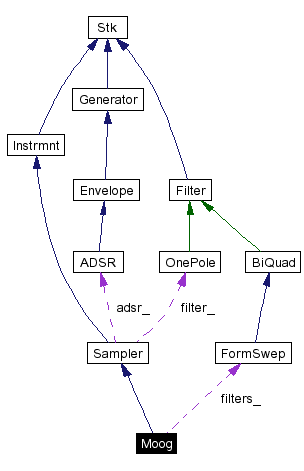 Stk
Generator
Instrmnt
Envelope
Filter
ADSR
OnePole
BiQuad
adsr_
filter_
Sampler
FormSwep
filters_
Moog